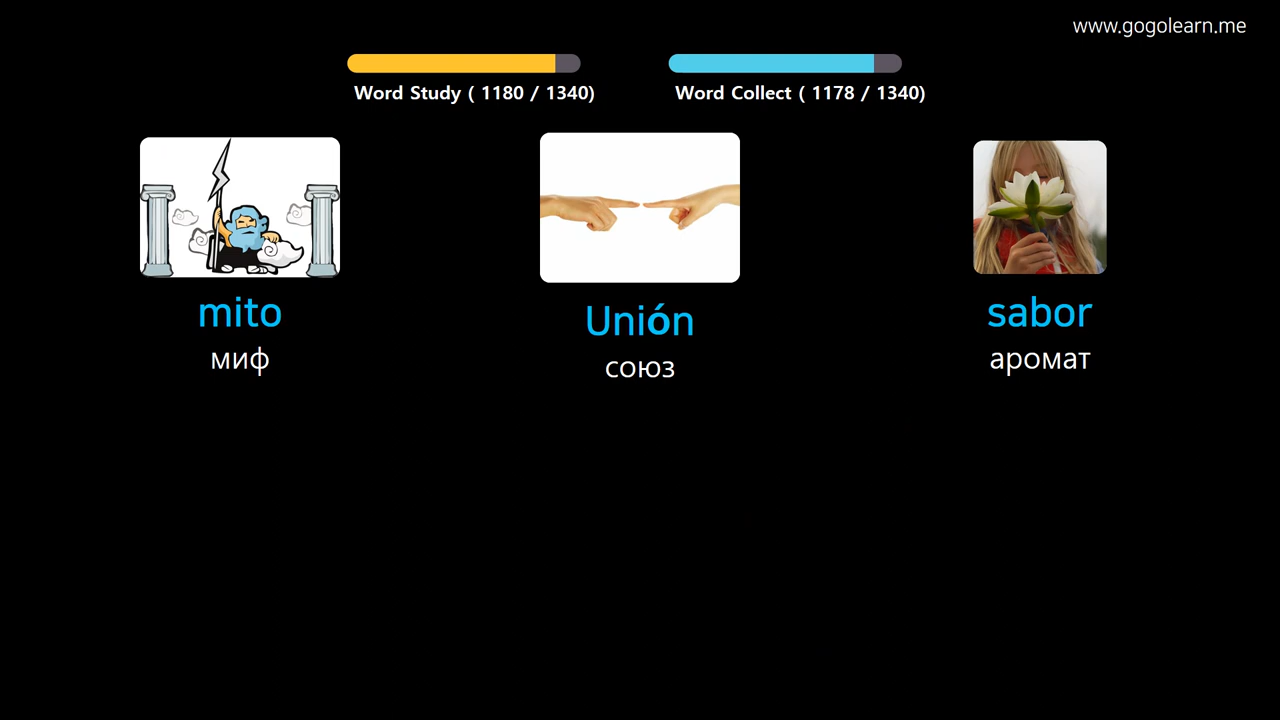 www.gogolearn.me
Word Study ( 1180 / 1340)
Word Collect ( 1178 / 1340)
mito
миф
Unión
союз
sabor
аромат